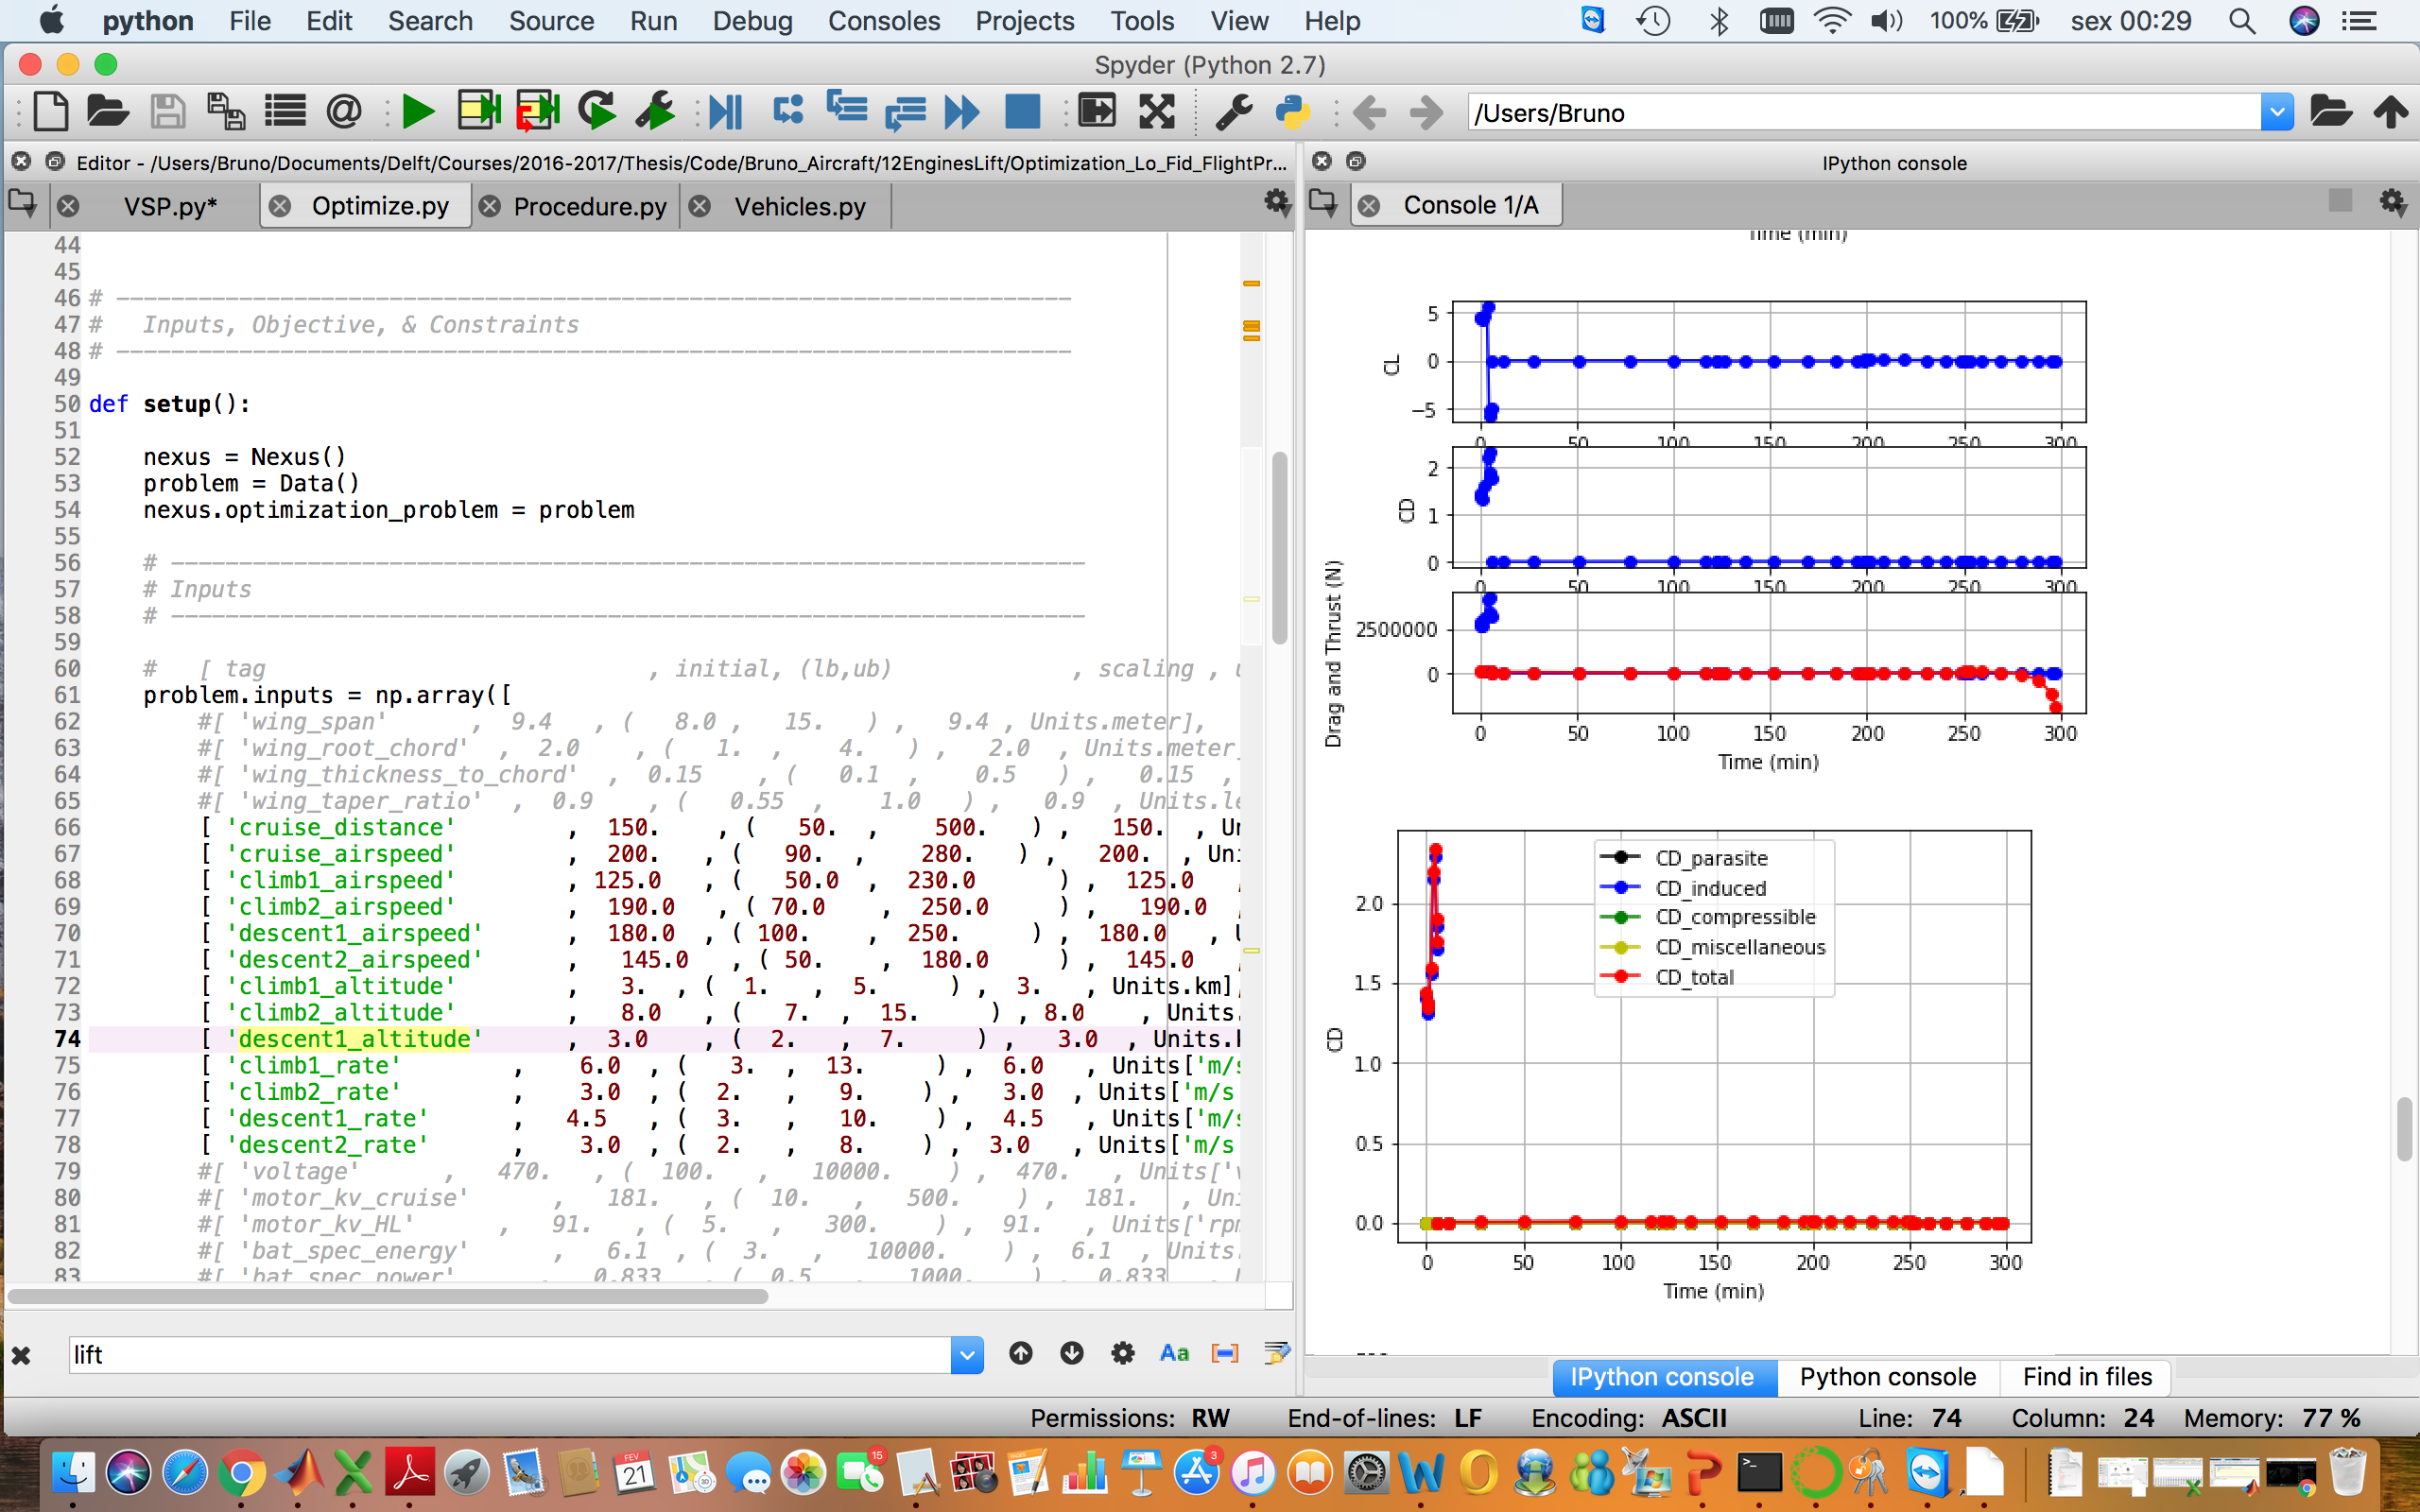 python File Edit Search Source Run Debug Consoles Projects Tools View Help 100% sex 00:29
Spyder (Python 2.7)
/Users/Bruno
Editor - /Users/Bruno/Documents/Delft/Courses/2016-2017/Thesis/Code/Bruno_Aircraft/12EnginesLift/Optimization_Lo_Fid_FlightPr...
VSP.py* Optimize.py Procedure.py Vehicles.py
44
45
46 # ----------------------------------------------------------------------
47 #   Inputs, Objective, & Constraints
48 # ----------------------------------------------------------------------
49
50 def setup():
51
52     nexus = Nexus()
53     problem = Data()
54     nexus.optimization_problem = problem
55
56     # -------------------------------------------------------------------
57     # Inputs
58     # -------------------------------------------------------------------
59
60     #   [ tag , initial, (lb,ub) , scaling ,
61     problem.inputs = np.array([
62         #[ 'wing_span' , 9.4 , ( 8.0 , 15. ) , 9.4 , Units.meter],
63         #[ 'wing_root_chord' , 2.0 , ( 1. , 4. ) , 2.0 , Units.meter
64         #[ 'wing_thickness_to_chord' , 0.15 , ( 0.1 , 0.5 ) , 0.15 ,
65         #[ 'wing_taper_ratio' , 0.9 , ( 0.55 , 1.0 ) , 0.9 , Units.le
66         [ 'cruise_distance' , 150. , ( 50. , 500. ) , 150. , Un
67         [ 'cruise_airspeed' , 200. , ( 90. , 280. ) , 200. , Uni
68         [ 'climb1_airspeed' , 125.0 , ( 50.0 , 230.0 ) , 125.0 ,
69         [ 'climb2_airspeed' , 190.0 , ( 70.0 , 250.0 ) , 190.0 ,
70         [ 'descent1_airspeed' , 180.0 , ( 100. , 250. ) , 180.0 , U
71         [ 'descent2_airspeed' , 145.0 , ( 50. , 180.0 ) , 145.0 ,
72         [ 'climb1_altitude' , 3. , ( 1. , 5. ) , 3. , Units.km],
73         [ 'climb2_altitude' , 8.0 , ( 7. , 15. ) , 8.0 , Units.
74         [ 'descent1_altitude' , 3.0 , ( 2. , 7. ) , 3.0 , Units.k
75         [ 'climb1_rate' , 6.0 , ( 3. , 13. ) , 6.0 , Units['m/s
76         [ 'climb2_rate' , 3.0 , ( 2. , 9. ) , 3.0 , Units['m/s
77         [ 'descent1_rate' , 4.5 , ( 3. , 10. ) , 4.5 , Units['m/s
78         [ 'descent2_rate' , 3.0 , ( 2. , 8. ) , 3.0 , Units['m/s
79         #[ 'voltage' , 470. , ( 100. , 10000. ) , 470. , Units['v
80         #[ 'motor_kv_cruise' , 181. , ( 10. , 500. ) , 181. , Uni
81         #[ 'motor_kv_HL' , 91. , ( 5. , 300. ) , 91. , Units['rpm
82         #[ 'bat_spec_energy' , 6.1 , ( 3. , 10000. ) , 6.1 , Units.
83         #[ 'bat_spec_power' , 0.833 , ( 0.5 , 1000. ) , 0.833 ,
lift
Aa
IPython console
Console 1/A
Time (min)
CL
5
0
−5
0 50 100 150 200 250 300
CD
2
1
0
0 50 100 150 200 250 300
Drag and Thrust (N)
2500000
0
0 50 100 150 200 250 300
Time (min)
CD_parasite
CD_induced
CD_compressible
CD_miscellaneous
CD_total
CD
2.0
1.5
1.0
0.5
0.0
0 50 100 150 200 250 300
Time (min)
IPython console Python console Find in files
Permissions: RW End-of-lines: LF Encoding: ASCII Line: 74 Column: 24 Memory: 77 %
FEV
21
15
3